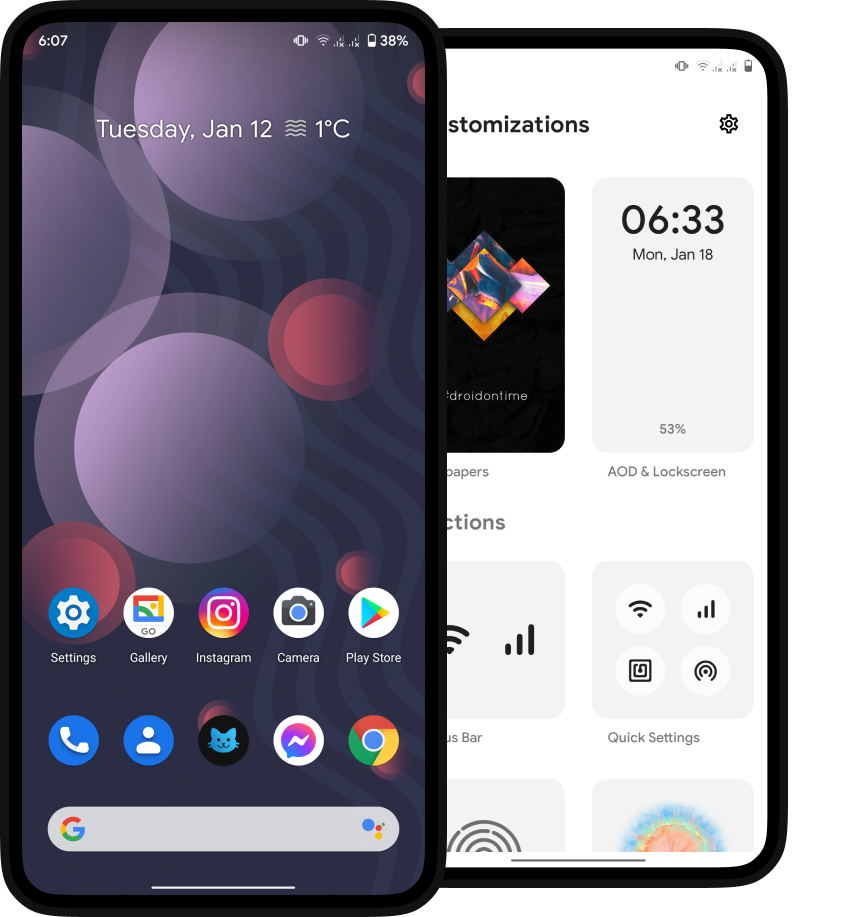 6:07
38%
Tuesday, Jan 12
1°C
GO
Settings
Gallery
Instagram
Camera
Play Store
stomizations
06:33
Mon, Jan 18
53%
droidontime
papers
AOD & Lockscreen
ctions
us Bar
Quick Settings